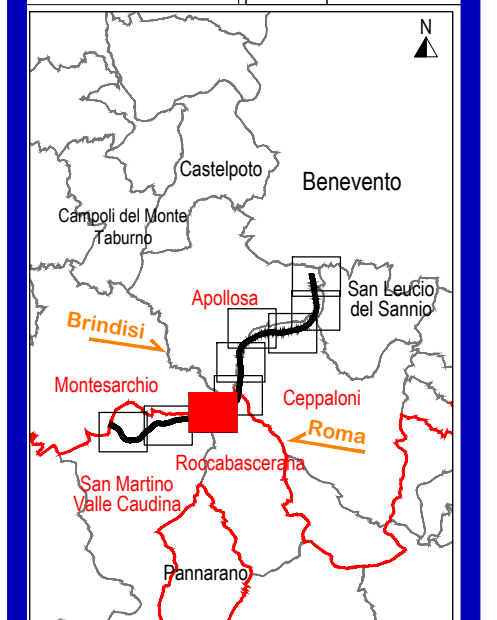 N
Castelpoto
Benevento
Campoli del Monte
Taburno
San Leucio
del Sannio
Apollosa
Brindisi
Montesarchio
Ceppaloni
Roma
Roccabascerana
San Martino
Valle Caudina
Pannarano